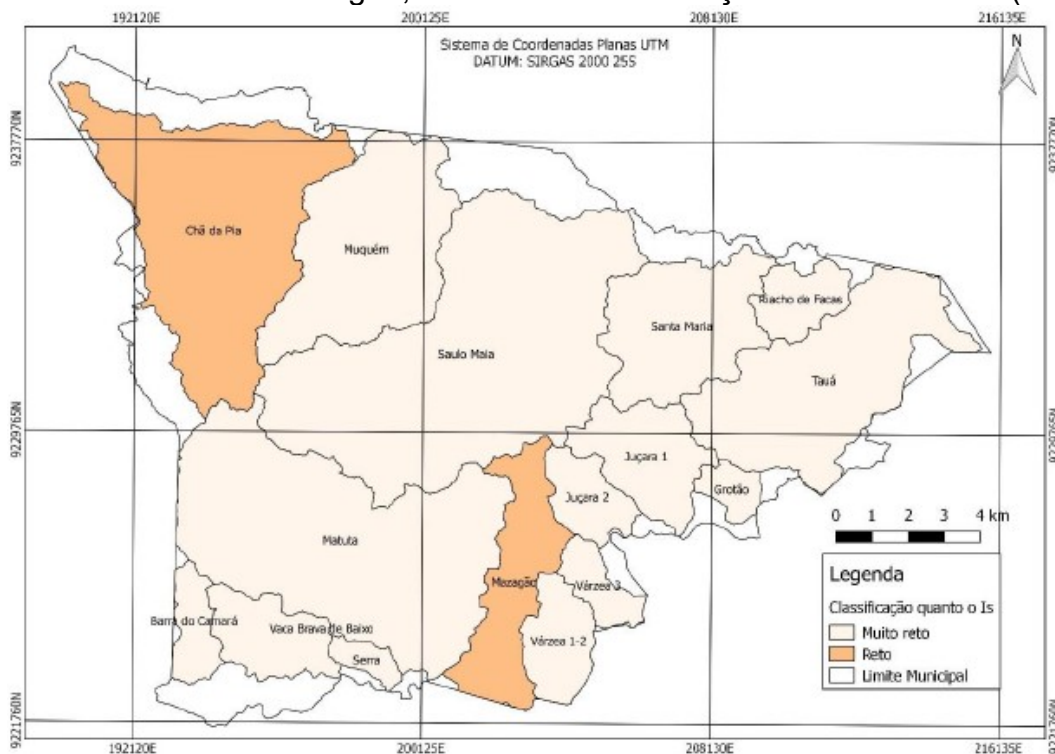 192120E 200125E 208130E 216135E
Sistema de Coordenadas Planas UTM
DATUM: SIRGAS 2000 25S
N
9237770N
Chã da Pia
Muquém
Riacho de Facas
Santa Maria
Saulo Maia
Tauá
9229765N
Juçara 1
Juçara 2
Grotão
0 1 2 3 4 km
Matuta
Mazagão
Várzea 3
Barra do Camará
Vaca Brava de Baixo
Várzea 1-2
Serra
Legenda
Classificação quanto o Is
Muito reto
Reto
Limite Municipal
9221760N
192120E 200125E 208130E 216135E